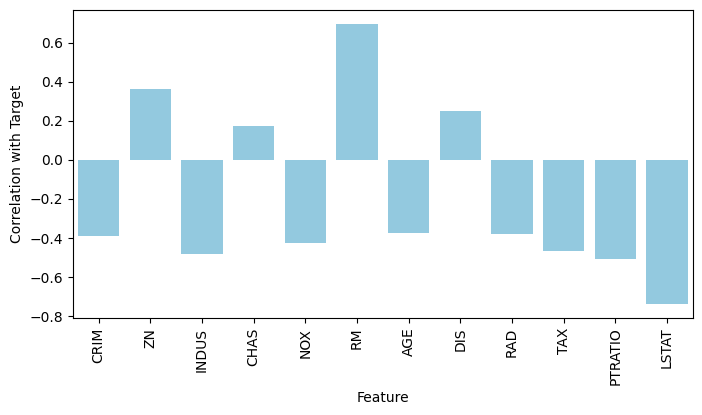 Correlation with Target
0.6
0.4
0.2
0.0
−0.2
−0.4
−0.6
−0.8
CRIM
ZN
INDUS
CHAS
NOX
RM
AGE
DIS
RAD
TAX
PTRATIO
LSTAT
Feature